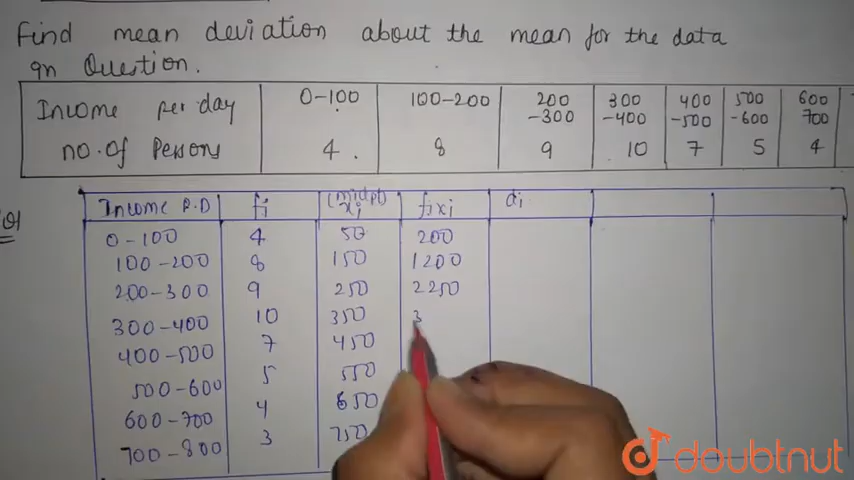 Find mean deviation about the mean for the data
in Question.
Income per day 0-100 100-200 200-300 300-400 400-500 500-600 600 700
no. of Persons 4 . 8 9 10 7 5 4
Q1
Income P.D fi (midpt) xi fixi di
0-100 4 50 200
100-200 8 150 1200
200-300 9 250 2250
300-400 10 350 3
400-500 7 450
500-600 5 550
600-700 4 650
700-800 3 750
doubtnut